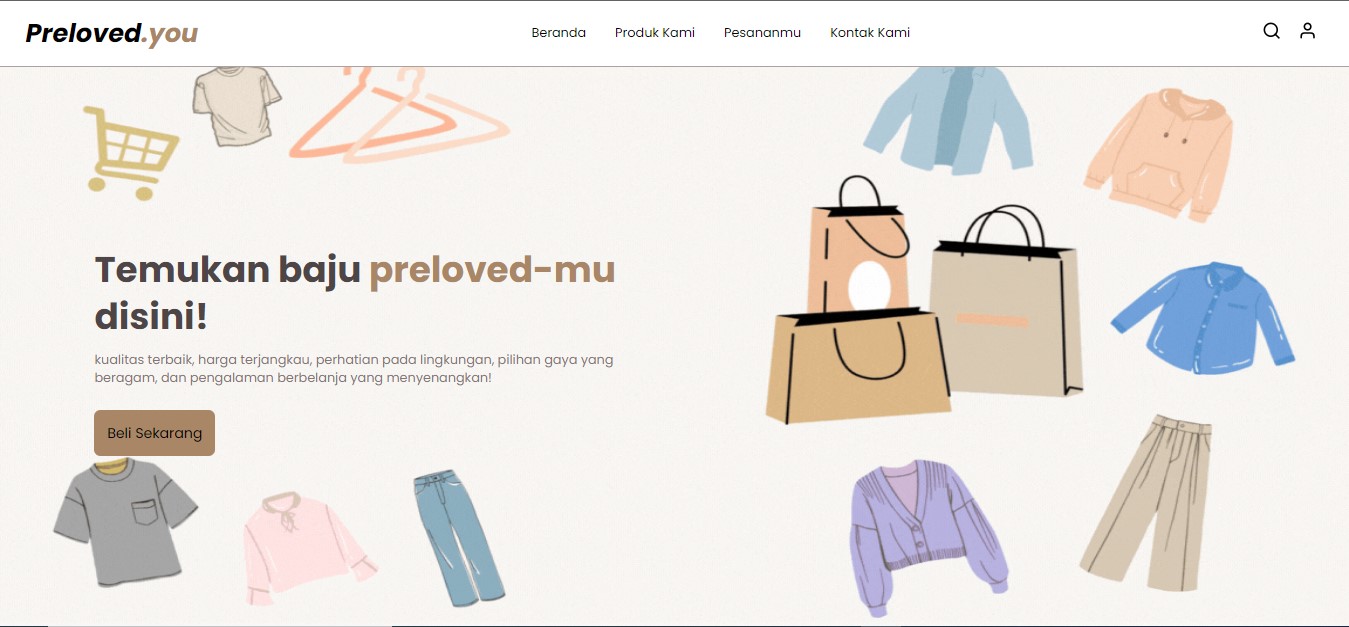 Preloved.you
Beranda Produk Kami Pesananmu Kontak Kami
Temukan baju preloved-mu
disini!
kualitas terbaik, harga terjangkau, perhatian pada lingkungan, pilihan gaya yang
beragam, dan pengalaman berbelanja yang menyenangkan!
Beli Sekarang